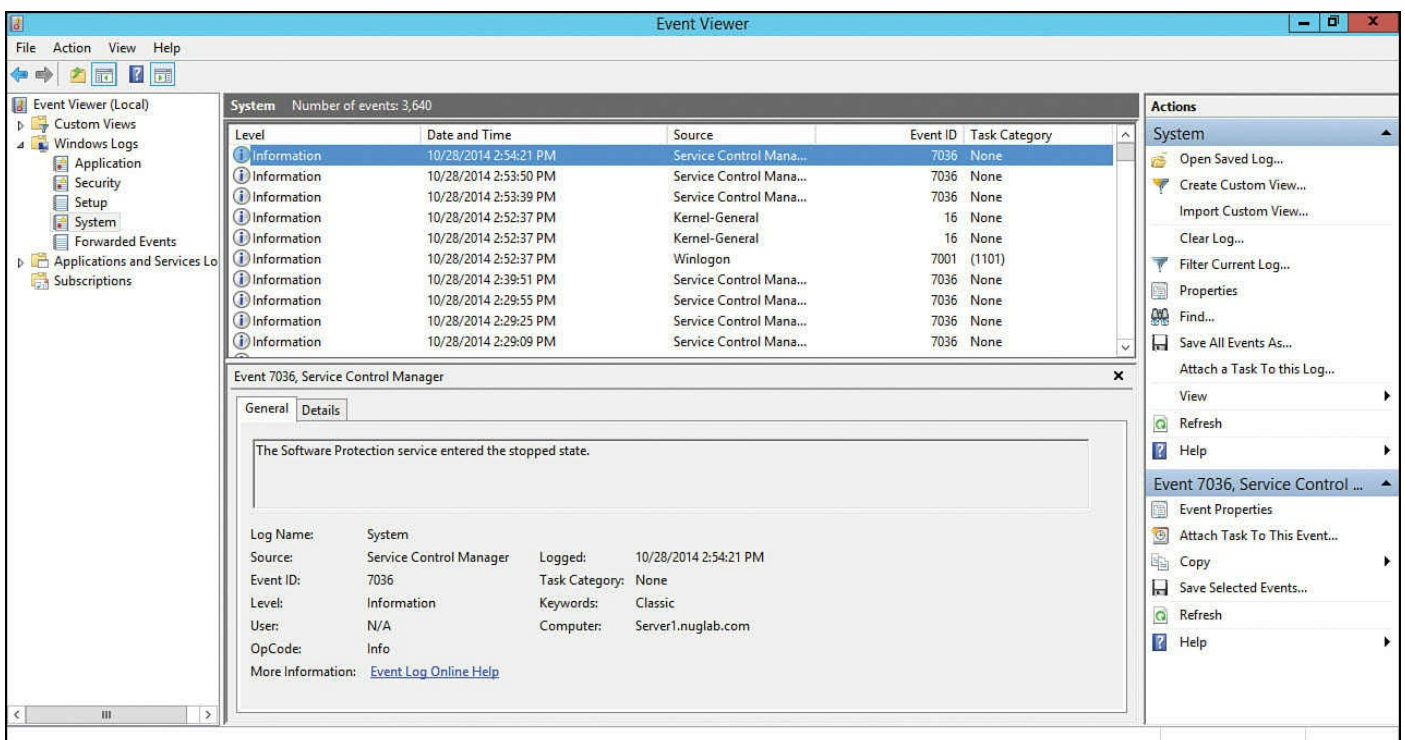 Event Viewer
File Action View Help
Event Viewer (Local)
Custom Views
Windows Logs
Application
Security
Setup
System
Forwarded Events
Applications and Services Lo
Subscriptions
System Number of events: 3,640
Level Date and Time Source Event ID Task Category
Information 10/28/2014 2:54:21 PM Service Control Mana... 7036 None
Information 10/28/2014 2:53:50 PM Service Control Mana... 7036 None
Information 10/28/2014 2:53:39 PM Service Control Mana... 7036 None
Information 10/28/2014 2:52:37 PM Kernel-General 16 None
Information 10/28/2014 2:52:37 PM Kernel-General 16 None
Information 10/28/2014 2:52:37 PM Winlogon 7001 (1101)
Information 10/28/2014 2:39:51 PM Service Control Mana... 7036 None
Information 10/28/2014 2:29:55 PM Service Control Mana... 7036 None
Information 10/28/2014 2:29:25 PM Service Control Mana... 7036 None
Information 10/28/2014 2:29:09 PM Service Control Mana... 7036 None
Event 7036, Service Control Manager
General Details
The Software Protection service entered the stopped state.
Log Name: System
Source: Service Control Manager Logged: 10/28/2014 2:54:21 PM
Event ID: 7036 Task Category: None
Level: Information Keywords: Classic
User: N/A Computer: Server1.nuglab.com
OpCode: Info
More Information: Event Log Online Help
Actions
System
Open Saved Log...
Create Custom View...
Import Custom View...
Clear Log...
Filter Current Log...
Properties
Find...
Save All Events As...
Attach a Task To this Log...
View
Refresh
Help
Event 7036, Service Control ...
Event Properties
Attach Task To This Event...
Copy
Save Selected Events...
Refresh
Help